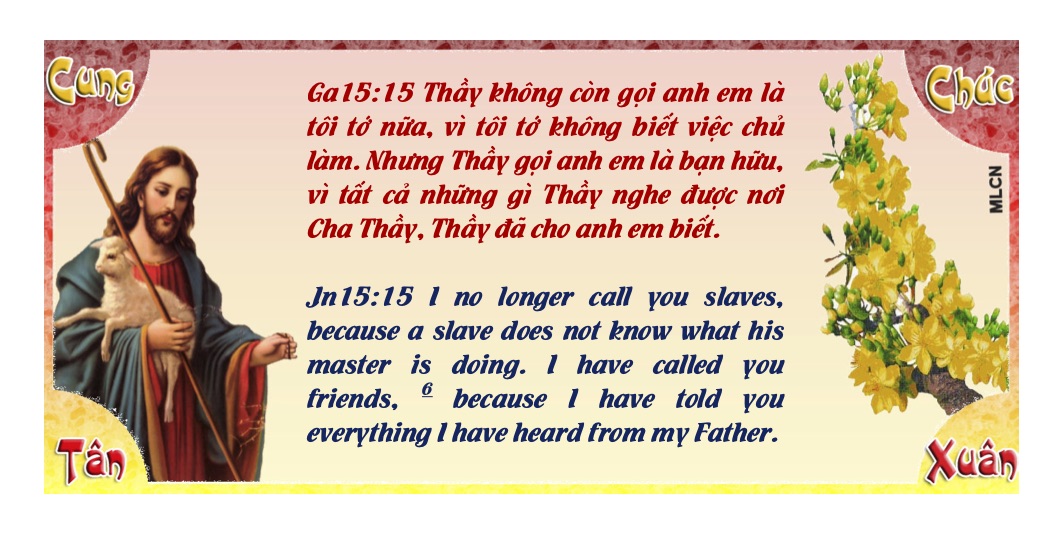 Cung
Chúc
Ga15:15 Thầy không còn gọi anh em là
tôi tớ nữa, vì tôi tớ không biết việc chủ
làm. Nhưng Thầy gọi anh em là bạn hữu,
vì tất cả những gì Thầy nghe được nơi
Cha Thầy, Thầy đã cho anh em biết.
MLCN
Jn15:15 I no longer call you slaves,
because a slave does not know what his
master is doing. I have called you
friends, 6 because I have told you
everything I have heard from my Father.
Tân
Xuân